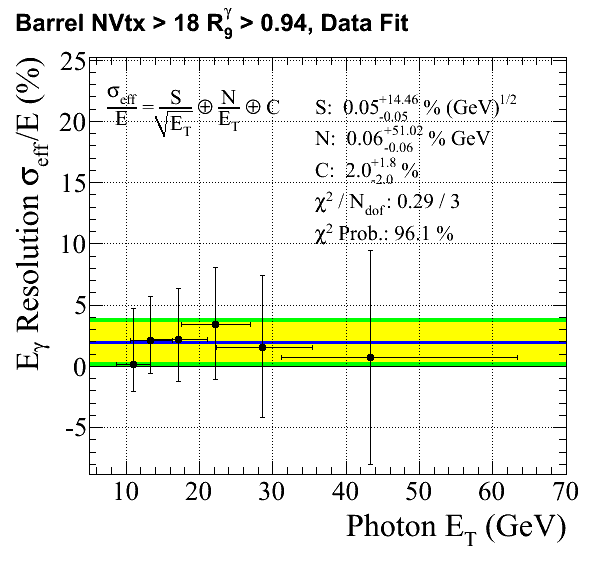 Barrel NVtx > 18 R₉ᵞ > 0.94, Data Fit
Eγ Resolution σeff/E (%)
σeff/E = S/√ET ⊕ N/ET ⊕ C
S: 0.05 +14.46 -0.05 % (GeV)^1/2
N: 0.06 +51.02 -0.06 % GeV
C: 2.0 +1.8 -2.0 %
χ² / Ndof : 0.29 / 3
χ² Prob.: 96.1 %
25
20
15
10
5
0
-5
10 20 30 40 50 60 70
Photon ET (GeV)